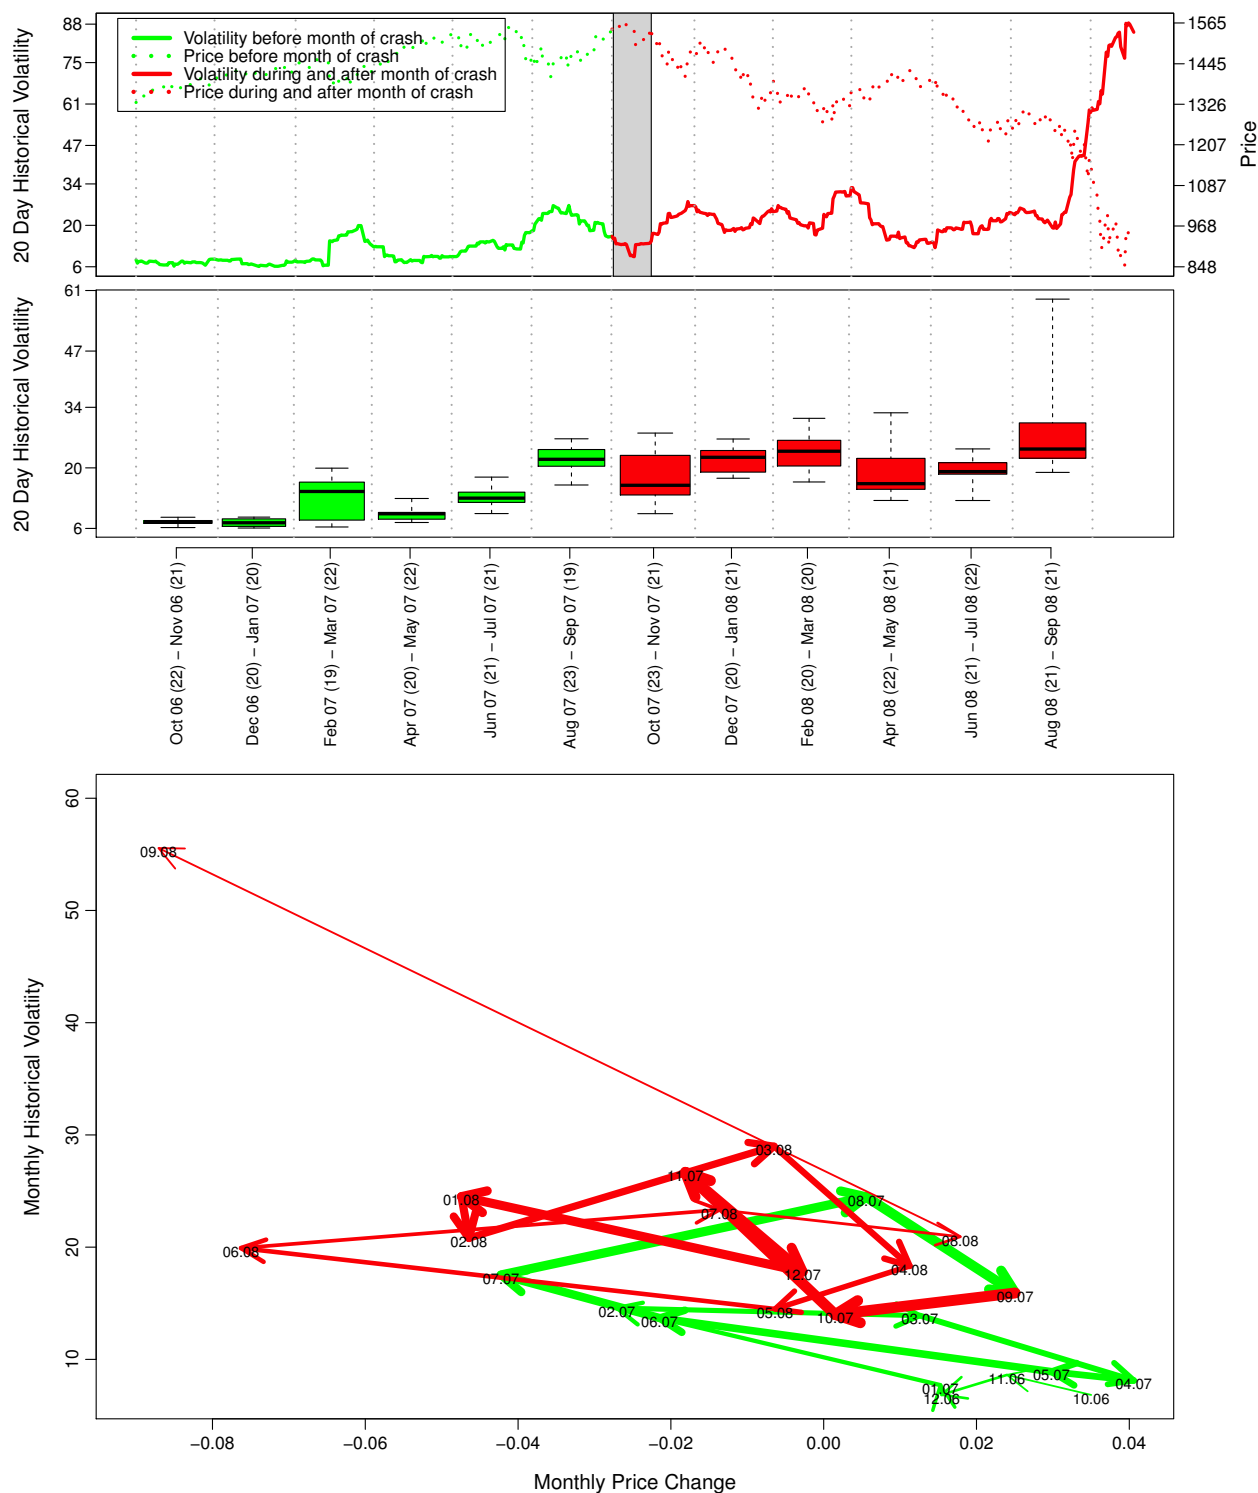 20 Day Historical Volatility
88
75
61
47
34
20
6
Volatility before month of crash
Price before month of crash
Volatility during and after month of crash
Price during and after month of crash
1565
1445
1326
1207
1087
968
848
Price
20 Day Historical Volatility
61
47
34
20
6
Oct 06 (22) − Nov 06 (21)
Dec 06 (20) − Jan 07 (20)
Feb 07 (19) − Mar 07 (22)
Apr 07 (20) − May 07 (22)
Jun 07 (21) − Jul 07 (21)
Aug 07 (23) − Sep 07 (19)
Oct 07 (23) − Nov 07 (21)
Dec 07 (20) − Jan 08 (21)
Feb 08 (20) − Mar 08 (20)
Apr 08 (22) − May 08 (21)
Jun 08 (21) − Jul 08 (22)
Aug 08 (21) − Sep 08 (21)
Monthly Historical Volatility
60
50
40
30
20
10
09.08
03.08
11.07
01.08
08.07
07.08
02.08
08.08
06.08
04.08
12.07
07.07
09.07
02.07
05.08
10.07
03.07
06.07
05.07
11.06
04.07
01.07
12.06
10.06
−0.08
−0.06
−0.04
−0.02
0.00
0.02
0.04
Monthly Price Change